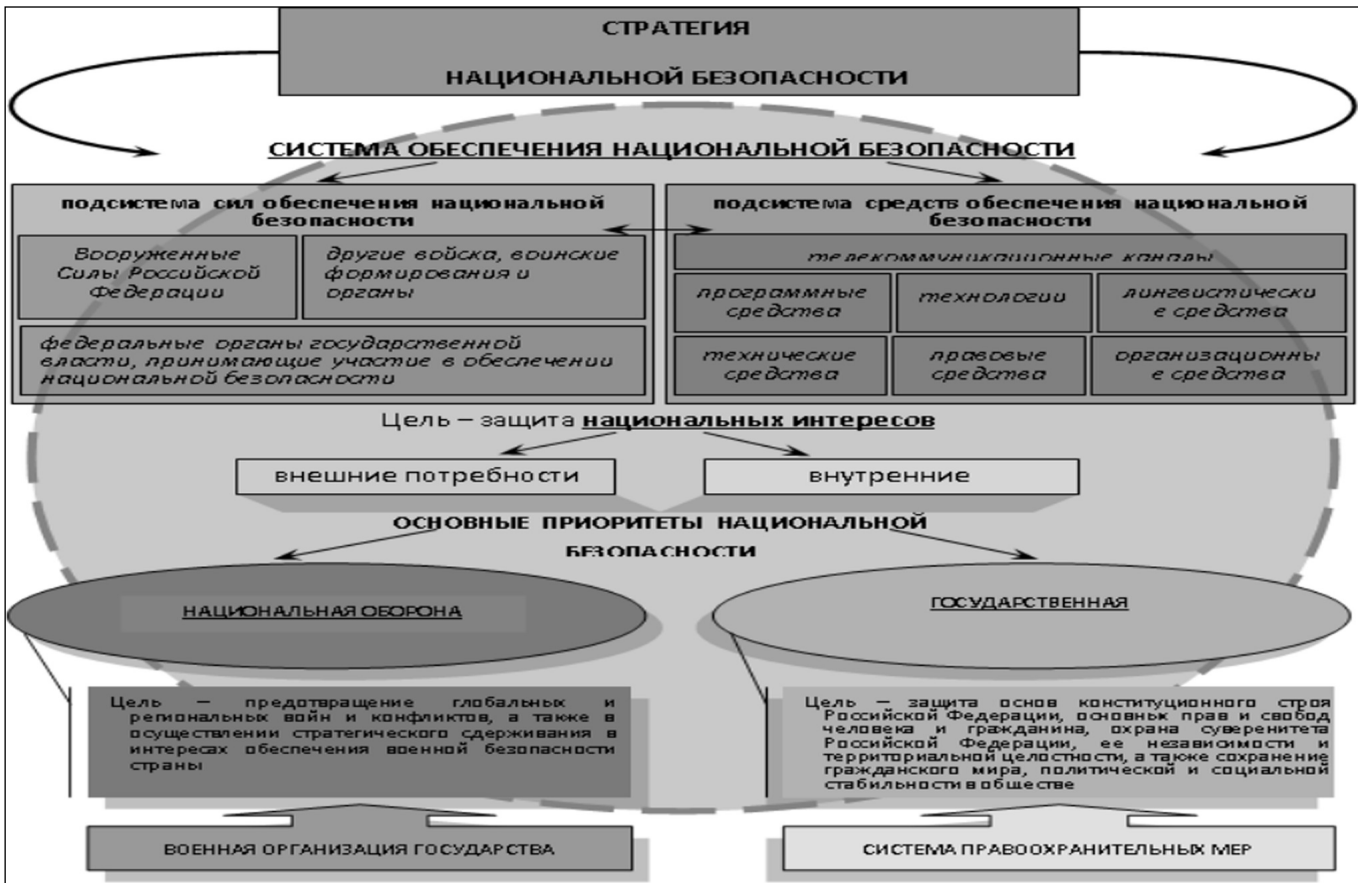 СТРАТЕГИЯ
НАЦИОНАЛЬНОЙ БЕЗОПАСНОСТИ
СИСТЕМА ОБЕСПЕЧЕНИЯ НАЦИОНАЛЬНОЙ БЕЗОПАСНОСТИ
подсистема сил обеспечения национальной
безопасности
Вооруженные
Силы Российской
Федерации
другие войска, воинские
формирования и
органы
федеральные органы государственной
власти, принимающие участие в обеспечении
национальной безопасности
подсистема средств обеспечения национальной
безопасности
телекоммуникационные каналы
программные
средства
технологии
лингвистически
е средства
технические
средства
правовые
средства
организационны
е средства
Цель – защита национальных интересов
внешние потребности
внутренние
ОСНОВНЫЕ ПРИОРИТЕТЫ НАЦИОНАЛЬНОЙ
БЕЗОПАСНОСТИ
НАЦИОНАЛЬНАЯ ОБОРОНА
ГОСУДАРСТВЕННАЯ
Цель – предотвращение глобальных и
региональных войн и конфликтов, а также в
осуществлении стратегического сдерживания в
интересах обеспечения военной безопасности
страны
Цель – защита основ конституционного строя
Российской Федерации, основных прав и свобод
человека и гражданина, охрана суверенитета
Российской Федерации, ее независимости и
территориальной целостности, а также сохранение
гражданского мира, политической и социальной
стабильности в обществе
ВОЕННАЯ ОРГАНИЗАЦИЯ ГОСУДАРСТВА
СИСТЕМА ПРАВООХРАНИТЕЛЬНЫХ МЕР